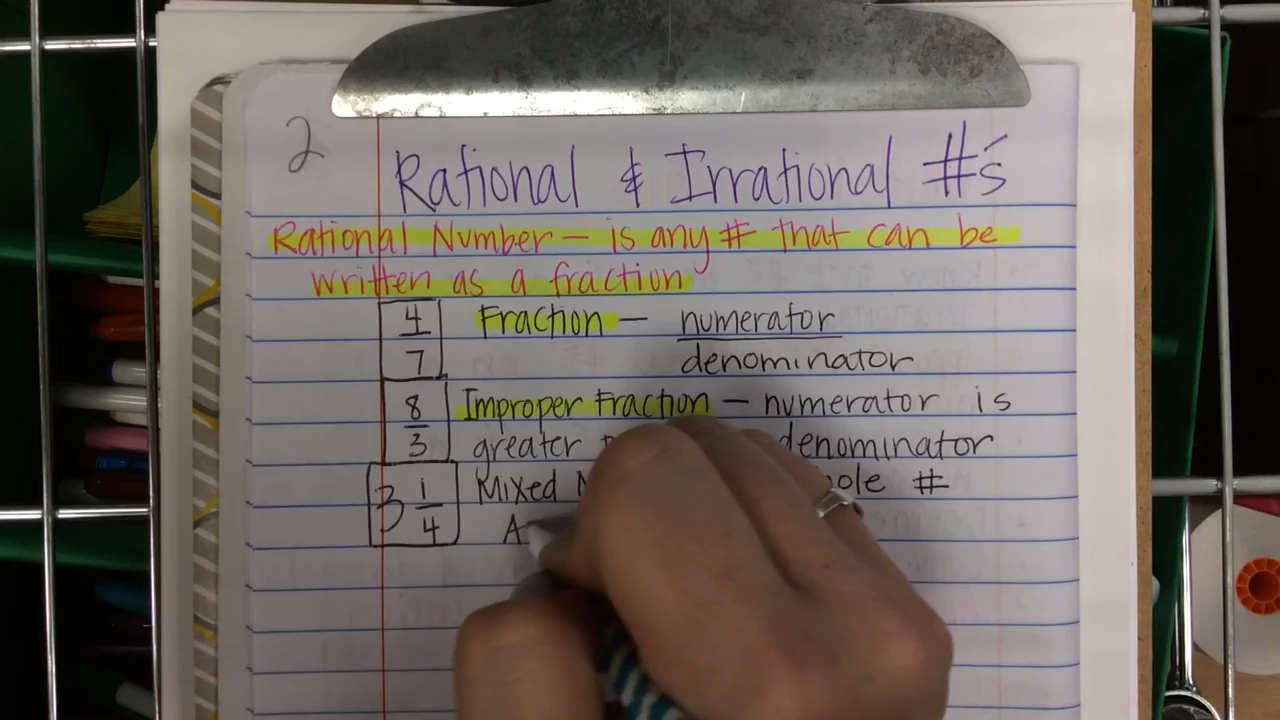 2
Rational & Irrational #'s
Rational Number – is any # that can be
written as a fraction
4/7 Fraction – numerator
denominator
8/3 Improper Fraction – numerator is
greater denominator
3 1/4 Mixed #